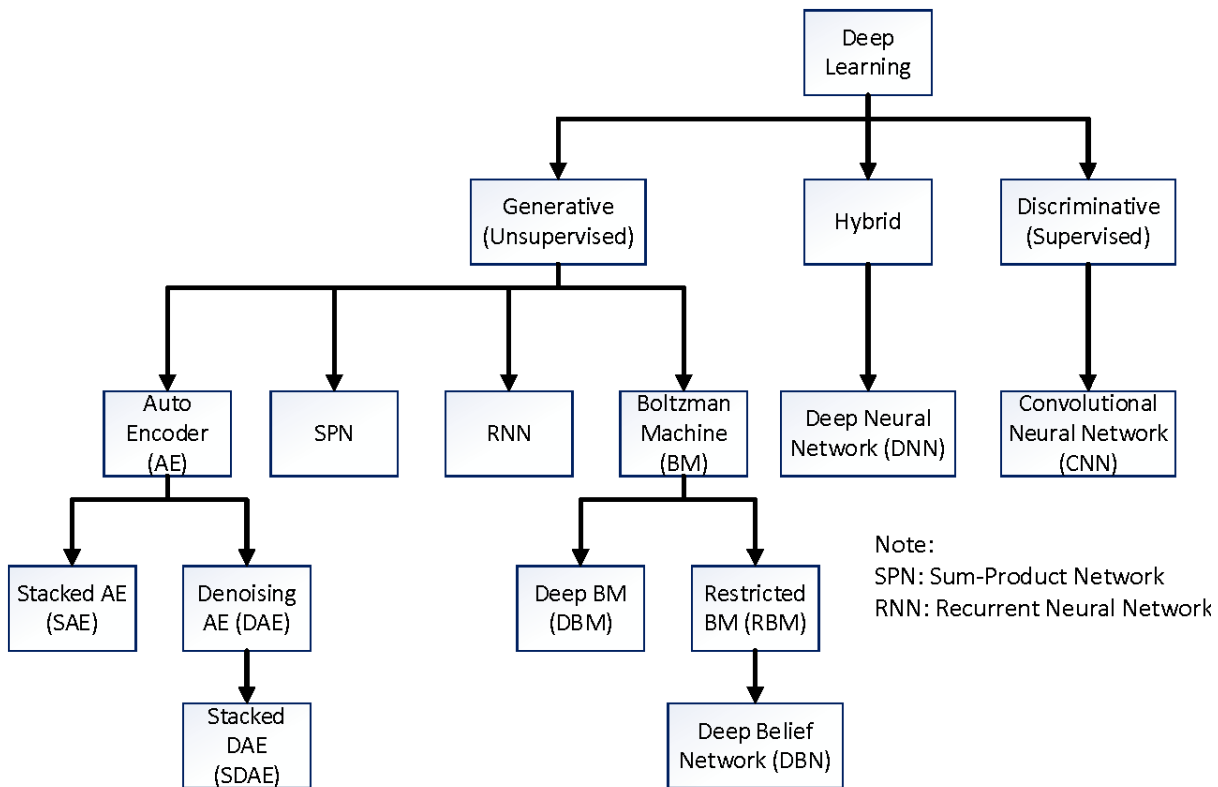 Deep
Learning
Generative
(Unsupervised)
Hybrid
Discriminative
(Supervised)
Auto
Encoder
(AE)
SPN
RNN
Boltzman
Machine
(BM)
Deep Neural
Network (DNN)
Convolutional
Neural Network
(CNN)
Stacked AE
(SAE)
Denoising
AE (DAE)
Deep BM
(DBM)
Restricted
BM (RBM)
Note:
SPN: Sum-Product Network
RNN: Recurrent Neural Network
Stacked
DAE
(SDAE)
Deep Belief
Network (DBN)